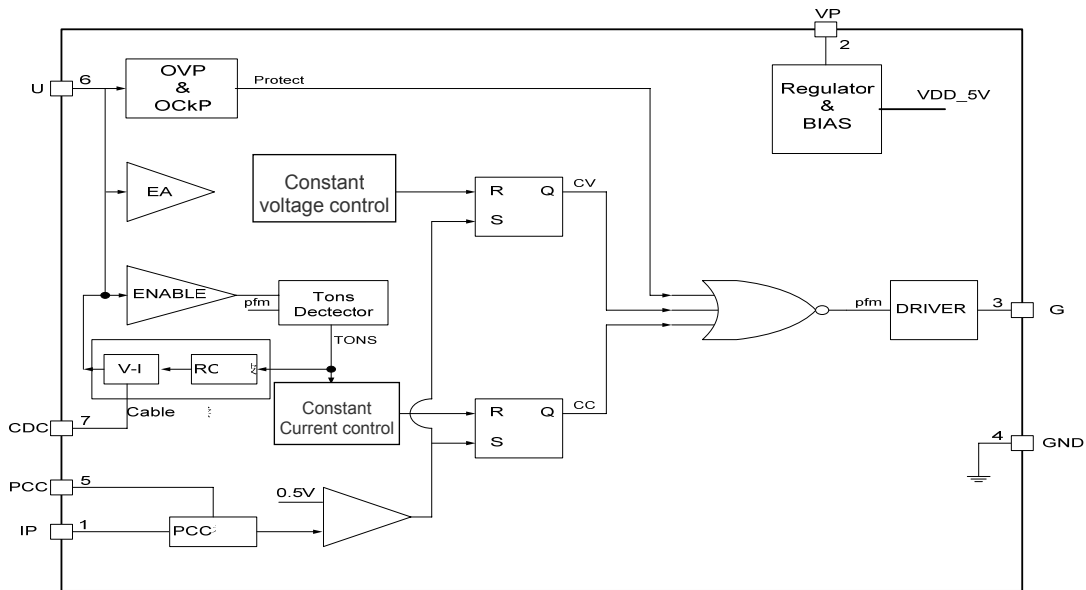 VP
2
U
6
OVP
&
OCkP
Protect
Regulator
&
BIAS
VDD_5V
EA
Constant
voltage control
R
Q
S
CV
ENABLE
pfm
Tons
Dectector
TONS
pfm
DRIVER
3
G
V-I
RC
Cable
CDC
7
Constant
Current control
R
Q
S
CC
4
GND
PCC
5
0.5V
IP
1
PCC